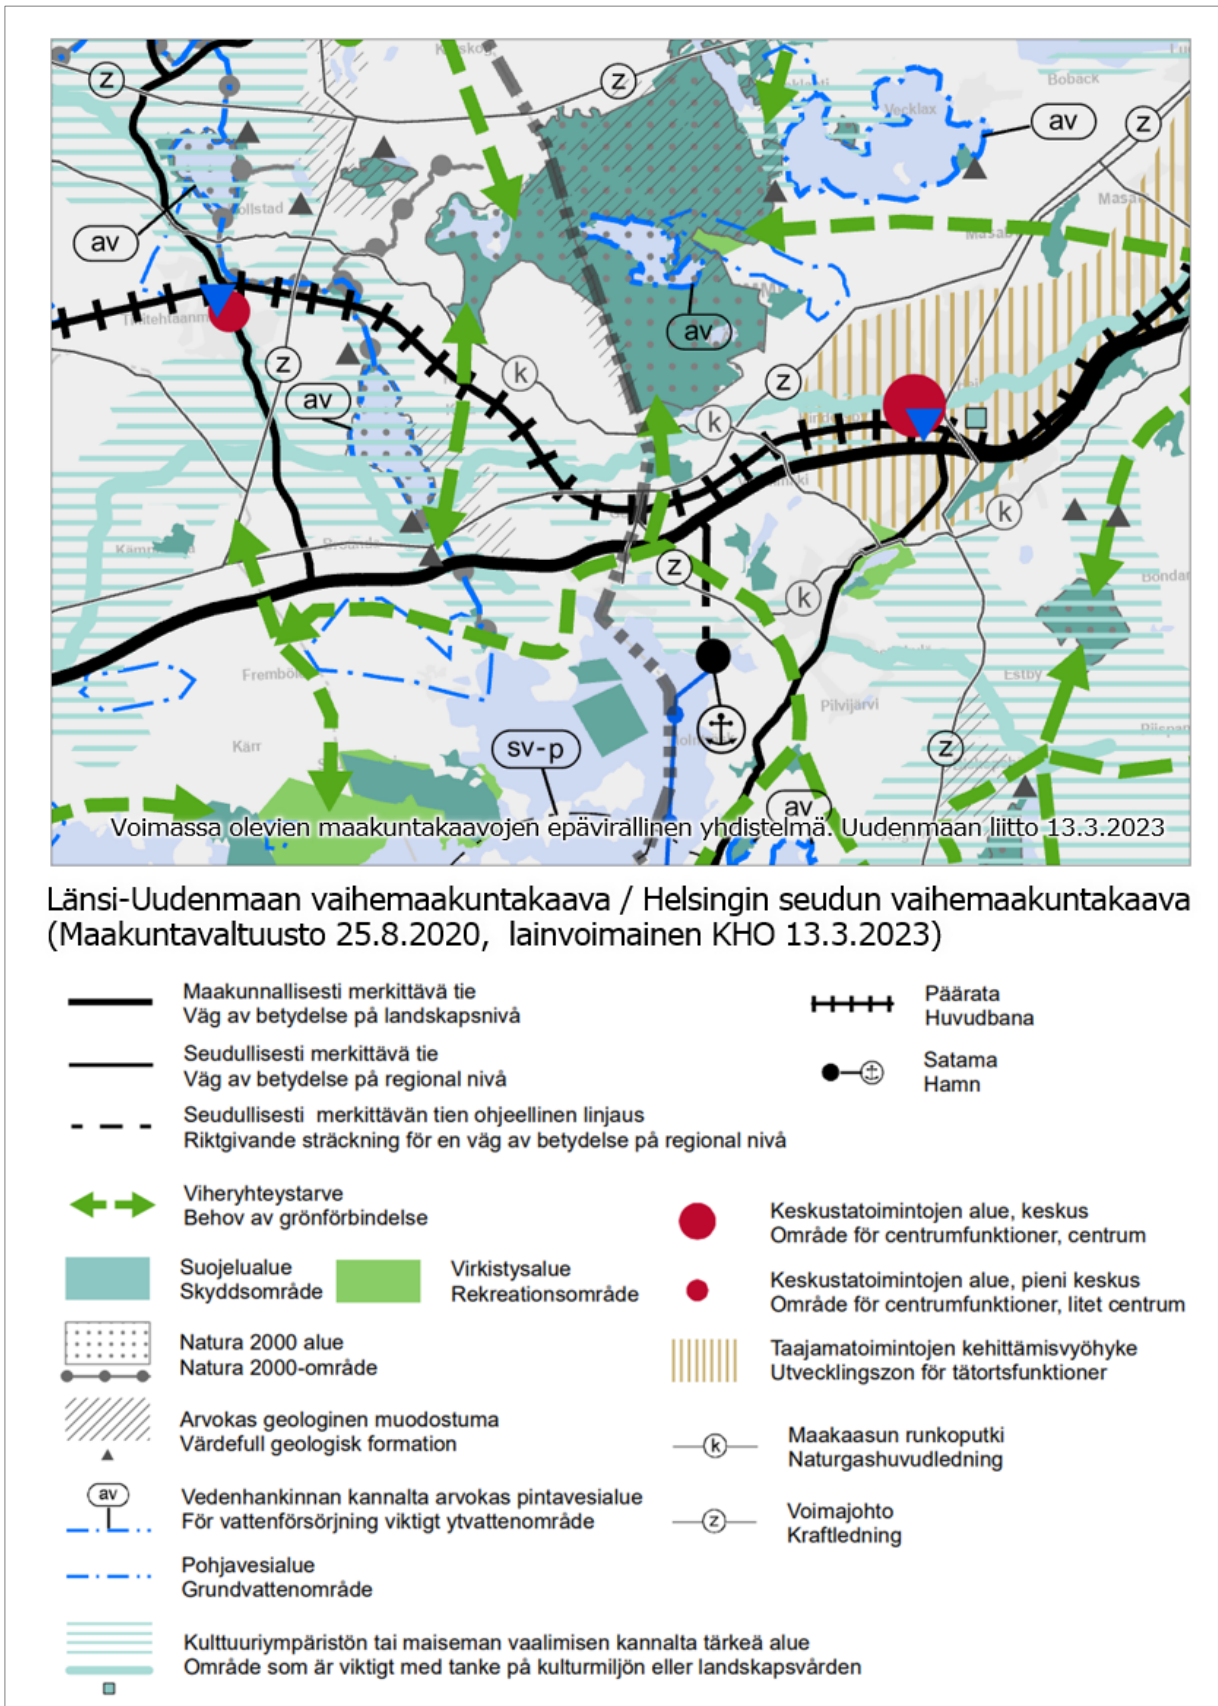 z
z
Boback
Vecklax
av
z
Masab
Masab
av
av
z
av
k
z
k
k
z
k
Bondar
Estby
Pilvijärvi
z
Kärr
sv-p
av
Voimassa olevien maakuntakaavojen epävirallinen yhdistelmä. Uudenmaan liitto 13.3.2023
Länsi-Uudenmaan vaihemaakuntakaava / Helsingin seudun vaihemaakuntakaava
(Maakuntavaltuusto 25.8.2020, lainvoimainen KHO 13.3.2023)
Maakunnallisesti merkittävä tie
Väg av betydelse på landskapsnivå
Seudullisesti merkittävä tie
Väg av betydelse på regional nivå
Seudullisesti merkittävän tien ohjeellinen linjaus
Riktgivande sträckning för en väg av betydelse på regional nivå
Päärata
Huvudbana
Satama
Hamn
Viheryhteystarve
Behov av grönförbindelse
Suojelualue
Skyddsområde
Virkistysalue
Rekreationsområde
Natura 2000 alue
Natura 2000-område
Arvokas geologinen muodostuma
Värdefull geologisk formation
av
Vedenhankinnan kannalta arvokas pintavesialue
För vattenförsörjning viktigt ytvattenområde
Pohjavesialue
Grundvattenområde
Kulttuuriympäristön tai maiseman vaalimisen kannalta tärkeä alue
Område som är viktigt med tanke på kulturmiljön eller landskapsvården
Keskustatoimintojen alue, keskus
Område för centrumfunktioner, centrum
Keskustatoimintojen alue, pieni keskus
Område för centrumfunktioner, litet centrum
Taajamatoimintojen kehittämisvyöhyke
Utvecklingszon för tätortsfunktioner
k
Maakaasun runkoputki
Naturgashuvudledning
z
Voimajohto
Kraftledning